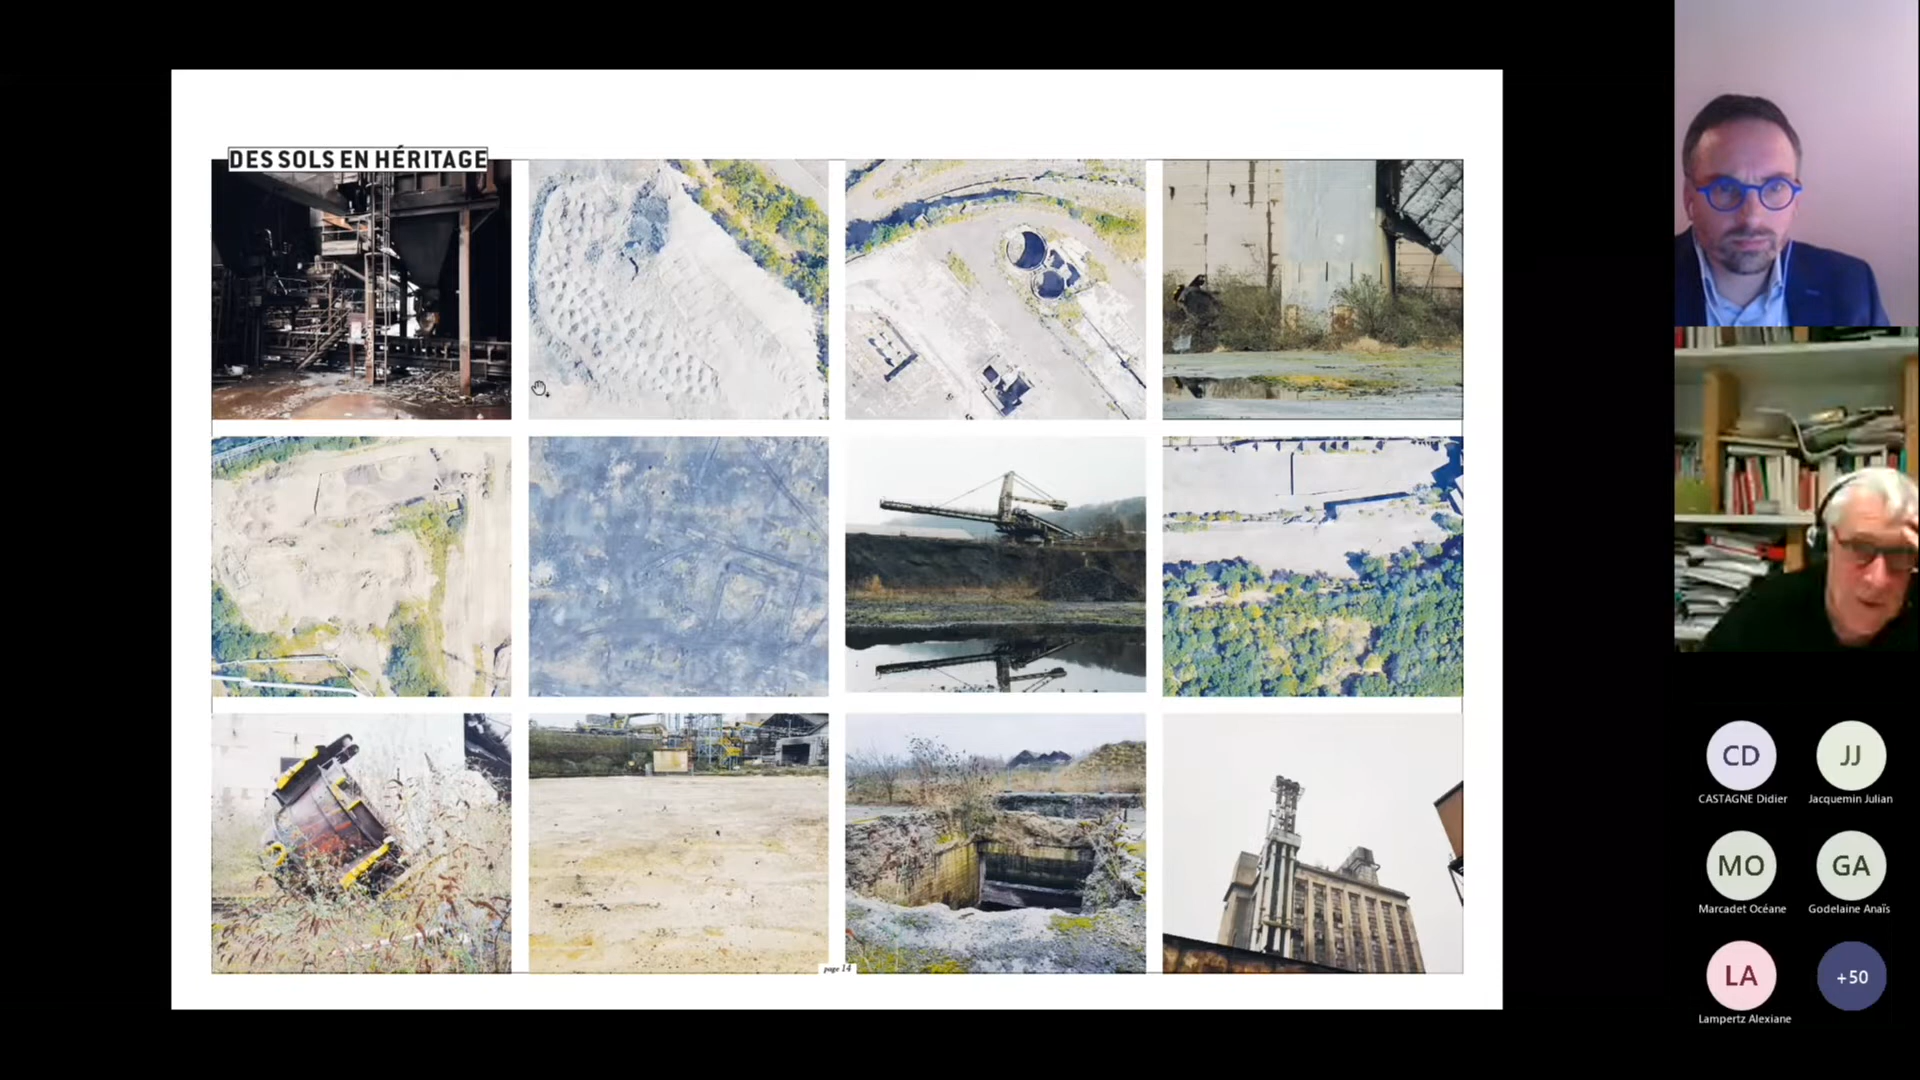 DES SOLS EN HÉRITAGE
page 14
CD
JJ
CASTAGNE Didier
Jacquemin Julian
MO
GA
Marcadet Océane
Godelaine Anaïs
LA
+50
Lampertz Alexiane